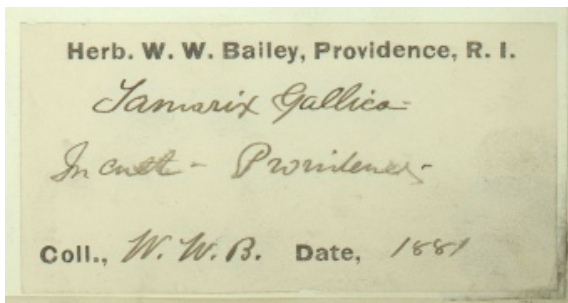 Herb. W. W. Bailey, Providence, R. I.
Tamarix Gallica
In cult - Providence -
Coll., W. W. B. Date, 1881